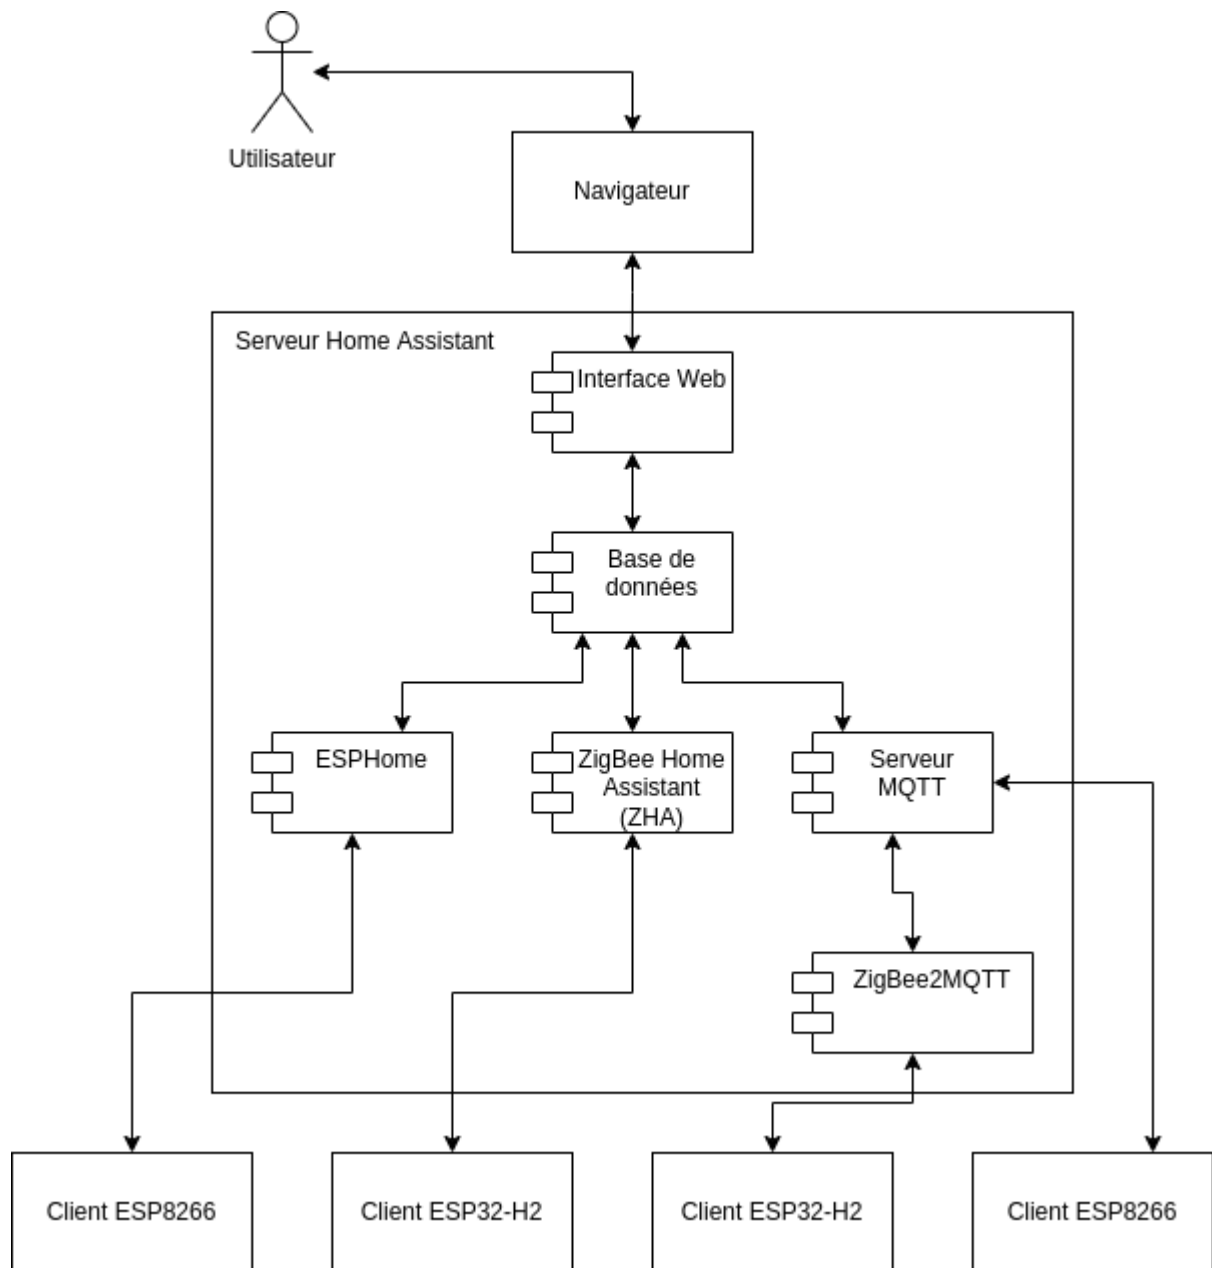 Utilisateur
Navigateur
Serveur Home Assistant
Interface Web
Base de
données
ESPHome
ZigBee Home
Assistant
(ZHA)
Serveur
MQTT
ZigBee2MQTT
Client ESP8266
Client ESP32-H2
Client ESP32-H2
Client ESP8266